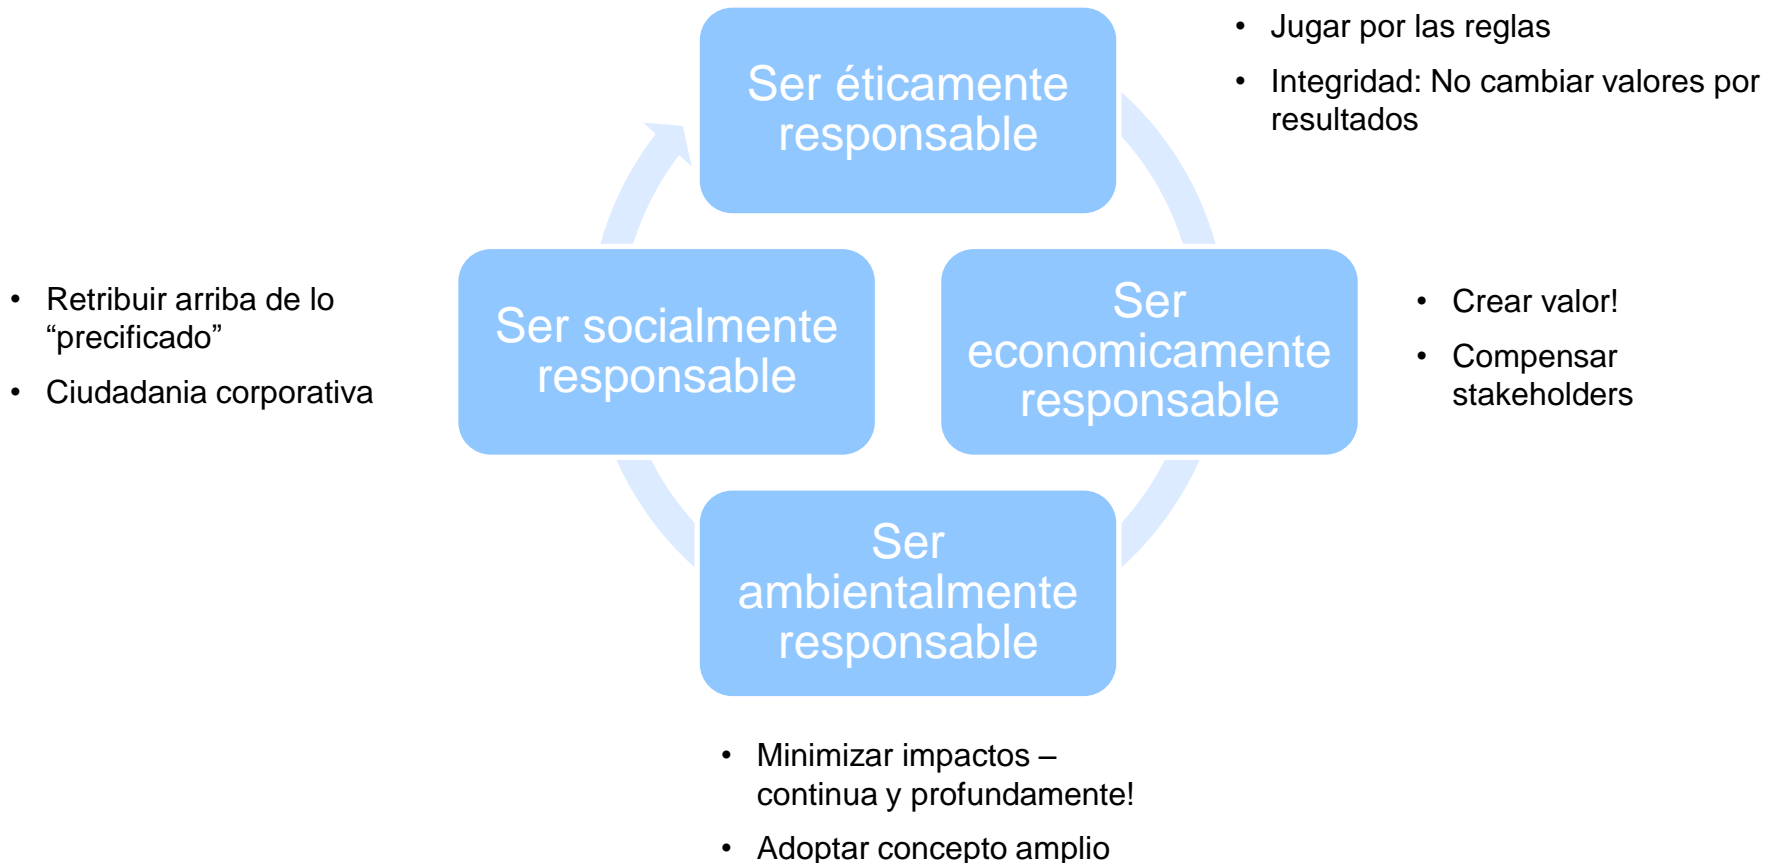 Ser éticamente
responsable
• Jugar por las reglas
• Integridad: No cambiar valores por
resultados
Ser
economicamente
responsable
• Crear valor!
• Compensar
stakeholders
Ser
ambientalmente
responsable
• Minimizar impactos –
continua y profundamente!
• Adoptar concepto amplio
Ser socialmente
responsable
• Retribuir arriba de lo
“precificado”
• Ciudadania corporativa